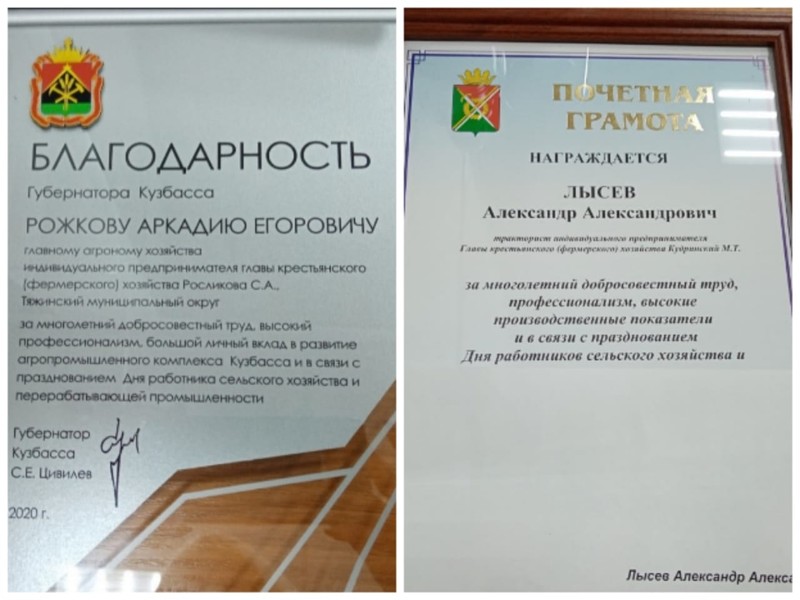 БЛАГОДАРНОСТЬ
Губернатора Кузбасса
РОЖКОВУ АРКАДИЮ ЕГОРОВИЧУ
главному агроному хозяйства
индивидуального предпринимателя главы крестьянского
(фермерского) хозяйства Росликова С.А.,
Тяжинский муниципальный округ
за многолетний добросовестный труд, высокий
профессионализм, большой личный вклад в развитие
агропромышленного комплекса Кузбасса и в связи с
празднованием Дня работника сельского хозяйства и
перерабатывающей промышленности
Губернатор
Кузбасса
С.Е. Цивилев
2020 г.
ПОЧЕТНАЯ
ГРАМОТА
НАГРАЖДАЕТСЯ
ЛЫСЕВ
Александр Александрович
тракторист индивидуального предпринимателя
Главы крестьянского (фермерского) хозяйства Кудринский М.Т.
за многолетний добросовестный труд,
профессионализм, высокие
производственные показатели
и в связи с празднованием
Дня работников сельского хозяйства и
Лысев Александр Алекса